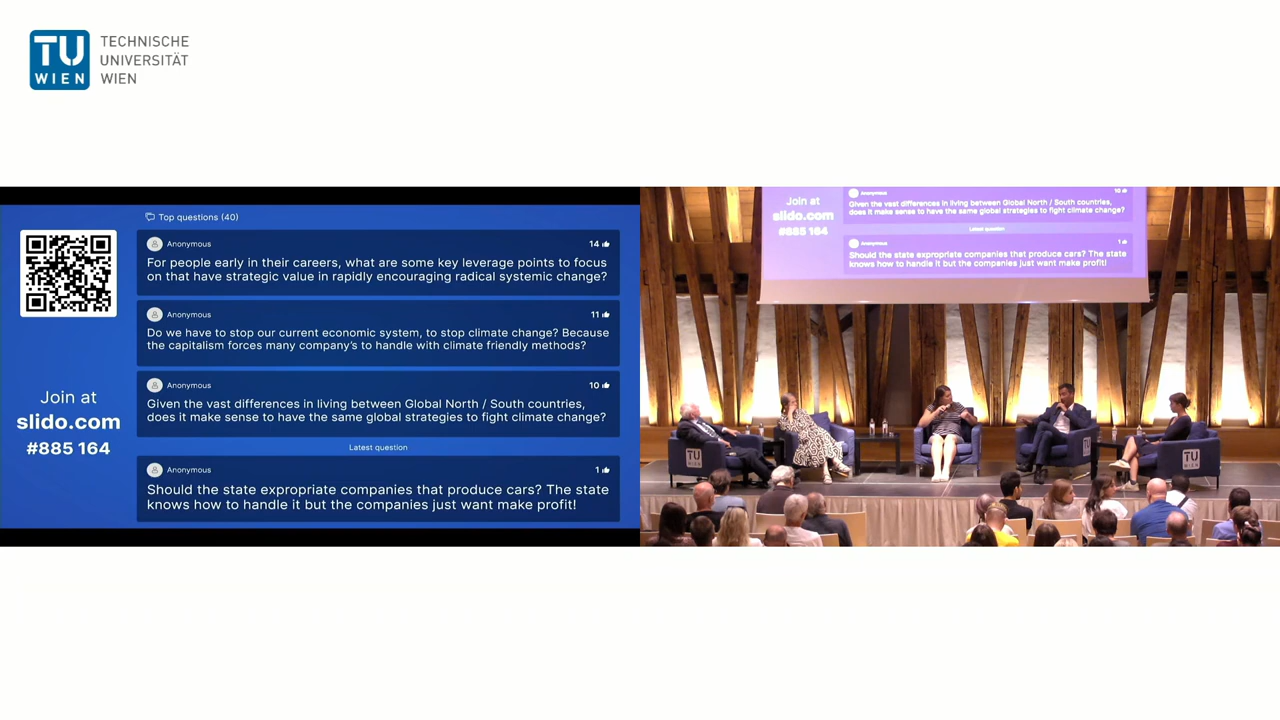 TU
WIEN
TECHNISCHE
UNIVERSITÄT
WIEN
Top questions (40)
Anonymous
14
For people early in their careers, what are some key leverage points to focus
on that have strategic value in rapidly encouraging radical systemic change?
Anonymous
11
Do we have to stop our current economic system, to stop climate change? Because
the capitalism forces many company's to handle with climate friendly methods?
Anonymous
10
Given the vast differences in living between Global North / South countries,
does it make sense to have the same global strategies to fight climate change?
Latest question
Anonymous
1
Should the state expropriate companies that produce cars? The state
knows how to handle it but the companies just want make profit!
Join at
slido.com
#885 164
Join at
slido.com
#885 164
Anonymous
10
Given the vast differences in living between Global North / South countries,
does it make sense to have the same global strategies to fight climate change?
Latest question
Anonymous
1
Should the state expropriate companies that produce cars? The state
knows how to handle it but the companies just want make profit!
TU
WIEN
TU
WIEN